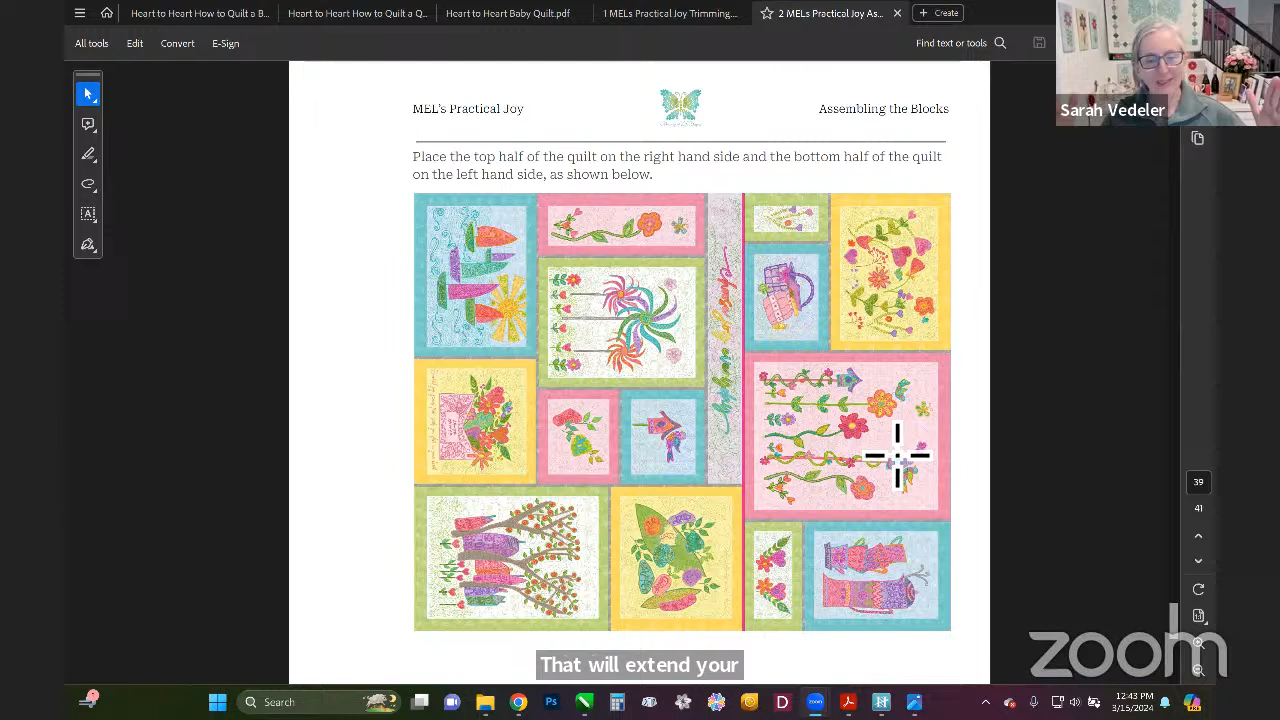 Heart to Heart How to Quilt a B...
Heart to Heart How to Quilt a Q...
Heart to Heart Baby Quilt.pdf
1 MELs Practical Joy Trimming...
2 MELs Practical Joy As...
Create
All tools
Edit
Convert
E-Sign
Find text or tools
Sarah Vedeler
MEL's Practical Joy
Assembling the Blocks
Place the top half of the quilt on the right hand side and the bottom half of the quilt
on the left hand side, as shown below.
39
41
That will extend your
zoom
Search
12:43 PM
3/15/2024